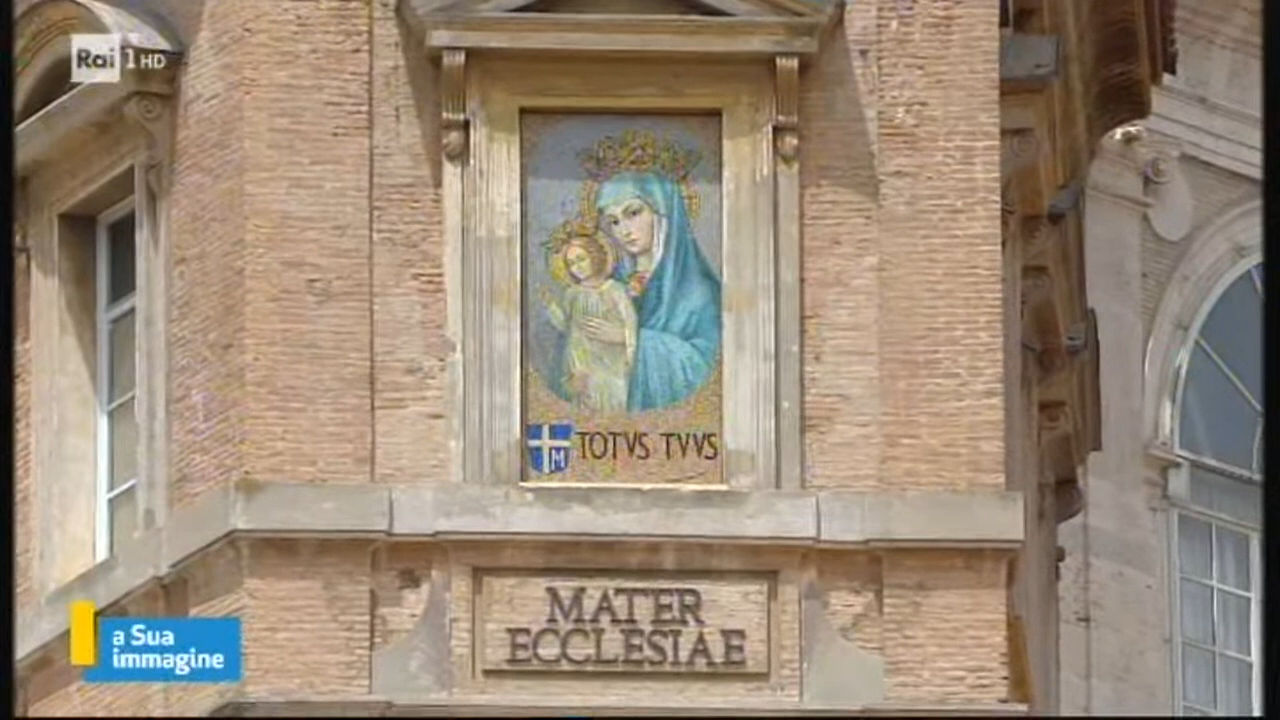 Rai 1 HD
M
TOTVS TVVS
MATER
ECCLESIAE
a Sua
immagine